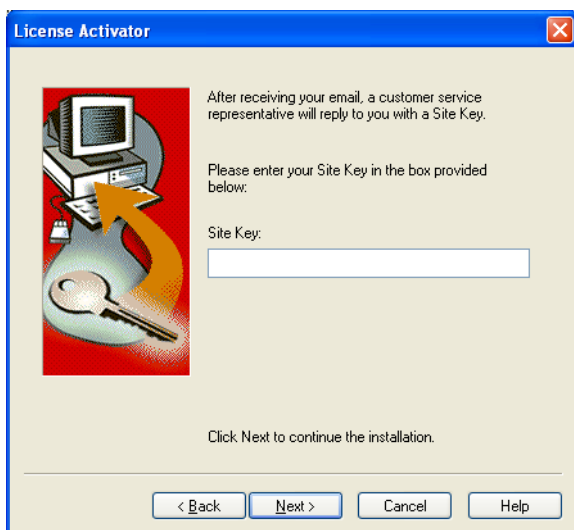 License Activator
After receiving your email, a customer service
representative will reply to you with a Site Key.
Please enter your Site Key in the box provided
below:
Site Key:
Click Next to continue the installation.
< Back
Next >
Cancel
Help